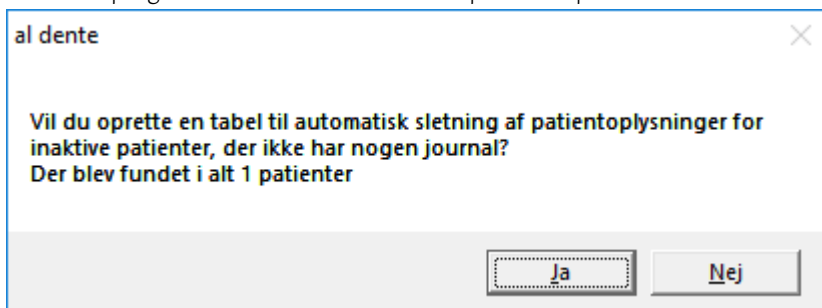 al dente
Vil du oprette en tabel til automatisk sletning af patientoplysninger for
inaktive patienter, der ikke har nogen journal?
Der blev fundet i alt 1 patienter
Ja
Nej